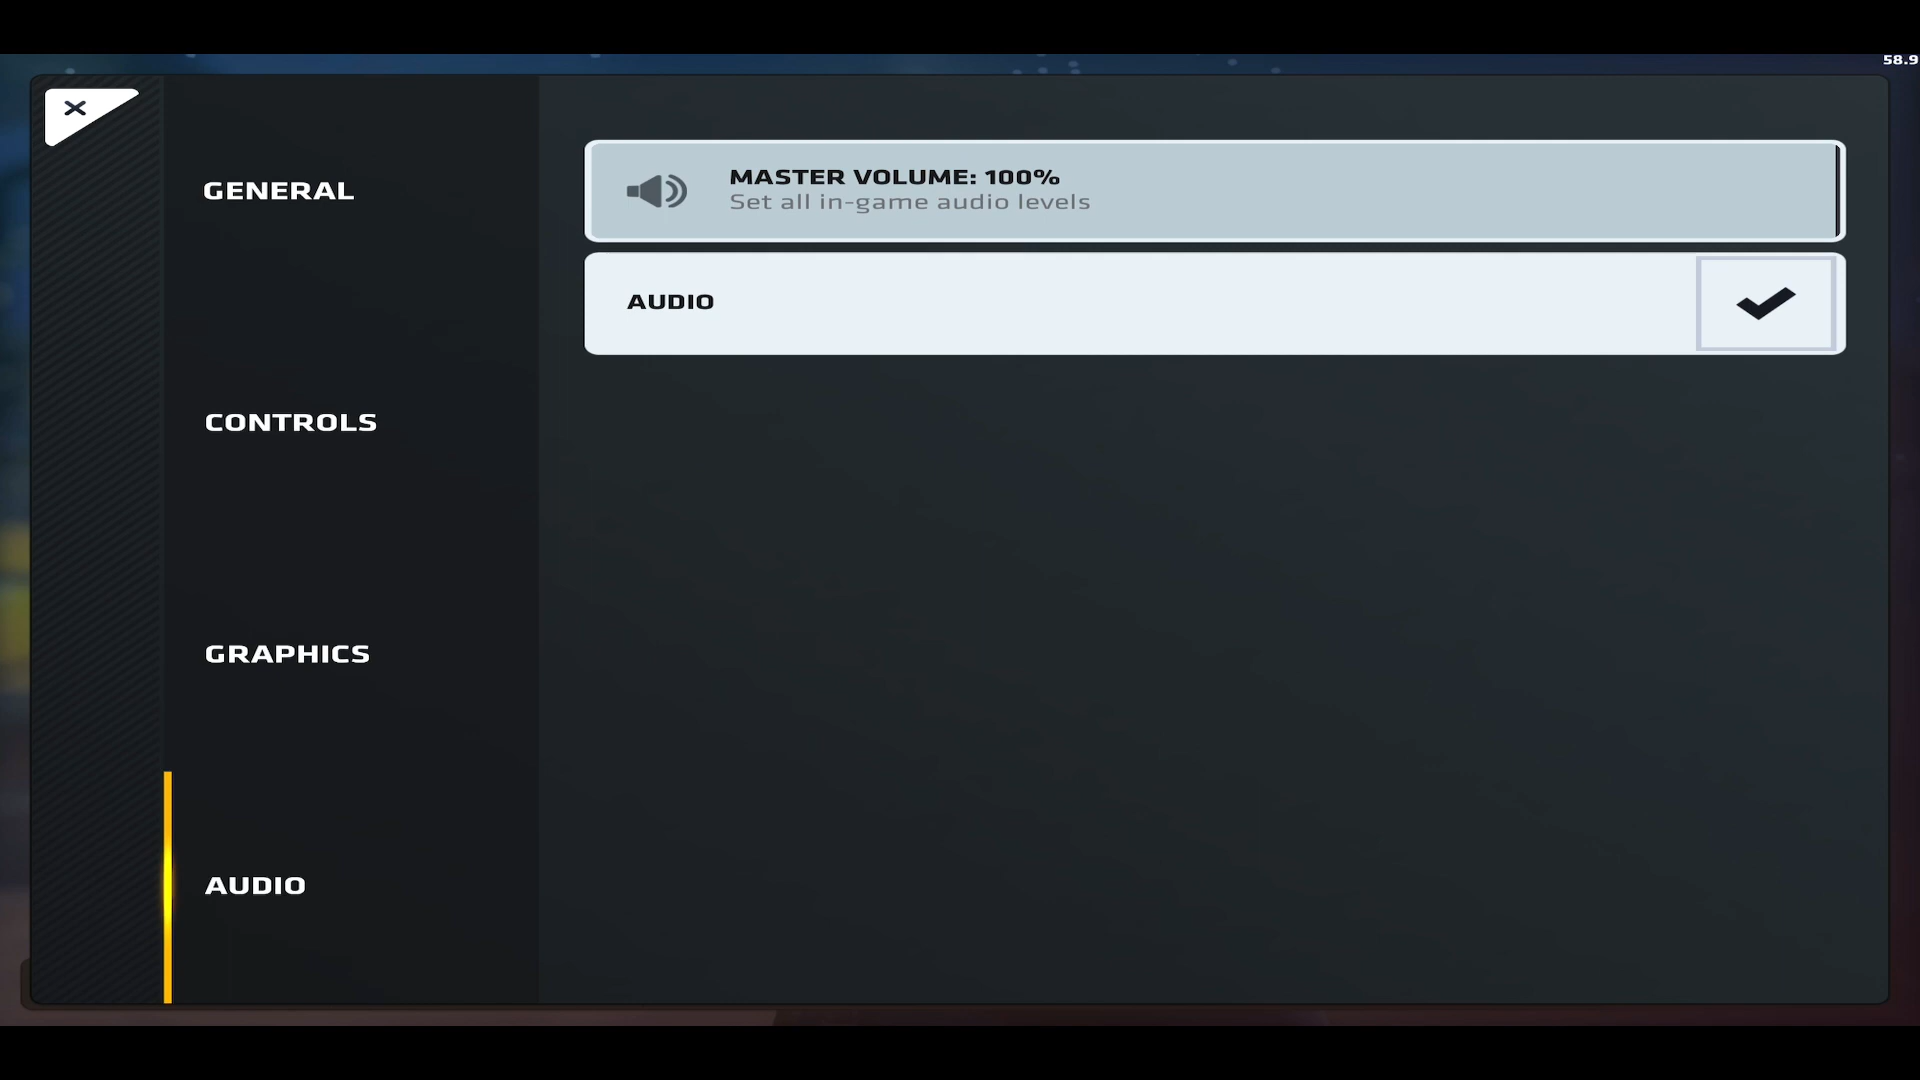 58.9
GENERAL
MASTER VOLUME: 100%
Set all in-game audio levels
AUDIO
CONTROLS
GRAPHICS
AUDIO